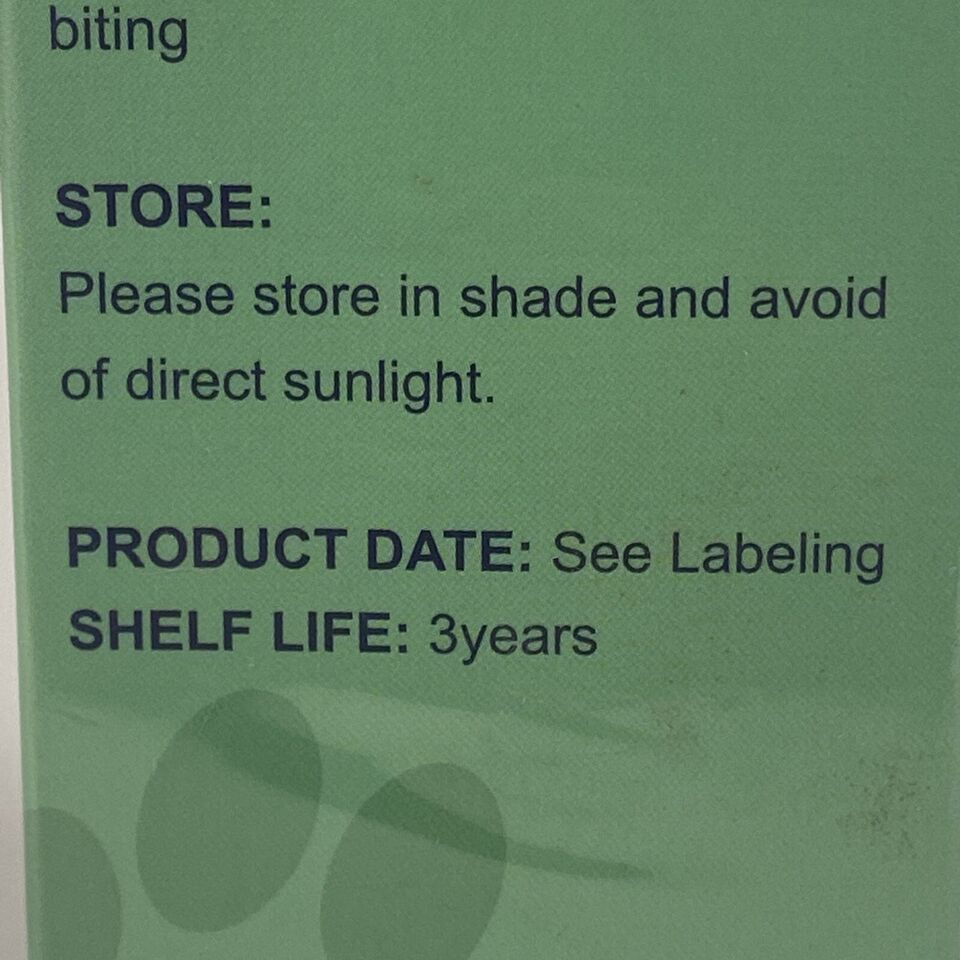 biting
STORE:
Please store in shade and avoid
of direct sunlight.
PRODUCT DATE: See Labeling
SHELF LIFE: 3years